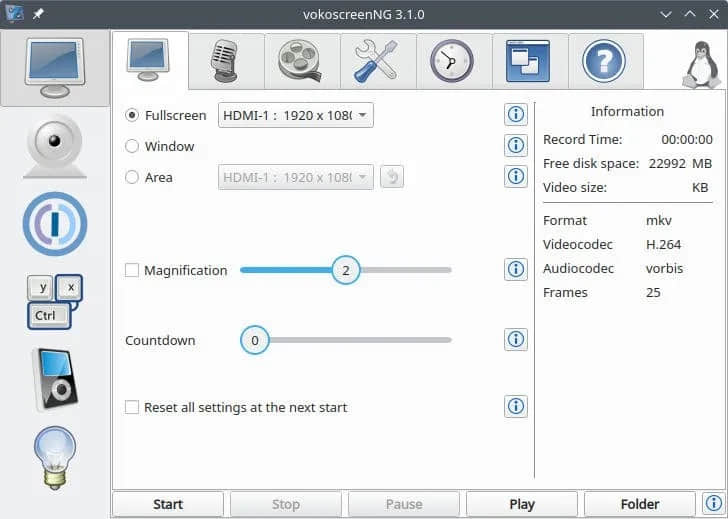 vokoscreenNG 3.1.0
Fullscreen HDMI-1 : 1920 x 108
Window
Area HDMI-1 : 1920 x 108
Magnification 2
Countdown 0
Reset all settings at the next start
Information
Record Time: 00:00:00
Free disk space: 22992 MB
Video size: KB
Format mkv
Videocodec H.264
Audiocodec vorbis
Frames 25
y x
Ctrl
Start Stop Pause Play Folder